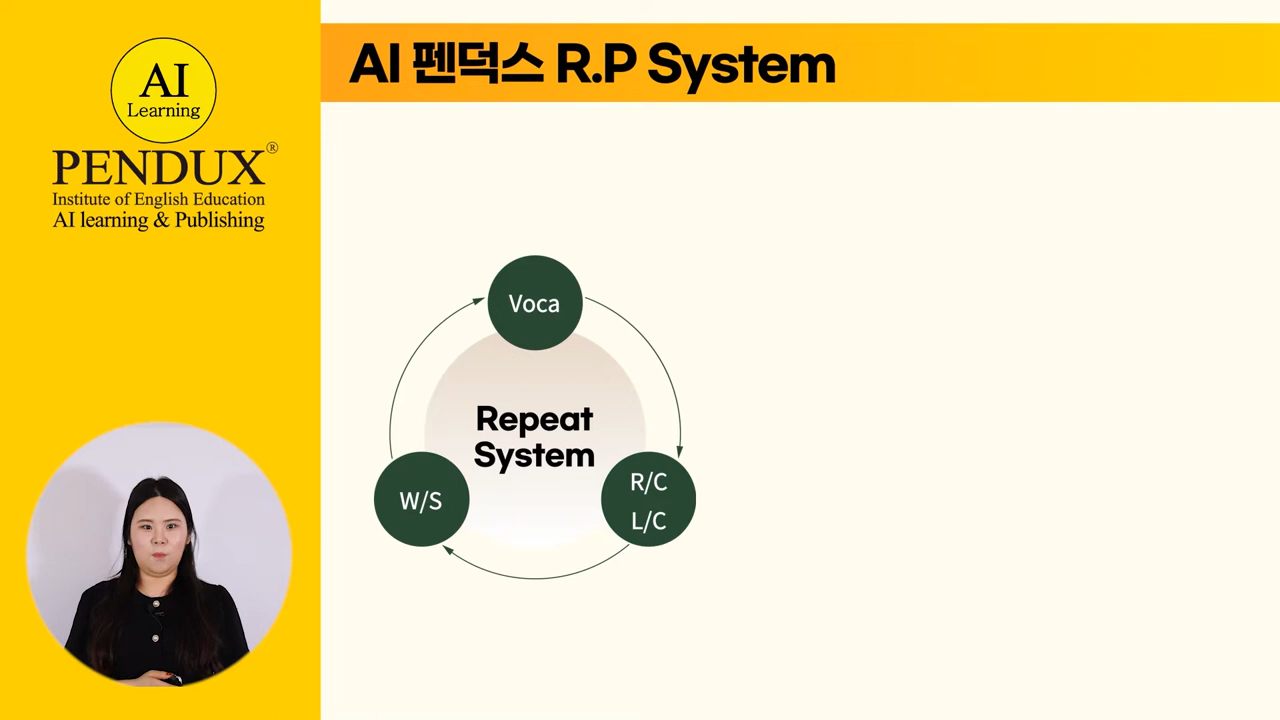 AI
Learning
PENDUX®
Institute of English Education
AI learning & Publishing
AI 펜덕스 R.P System
Voca
Repeat
System
W/S
R/C
L/C